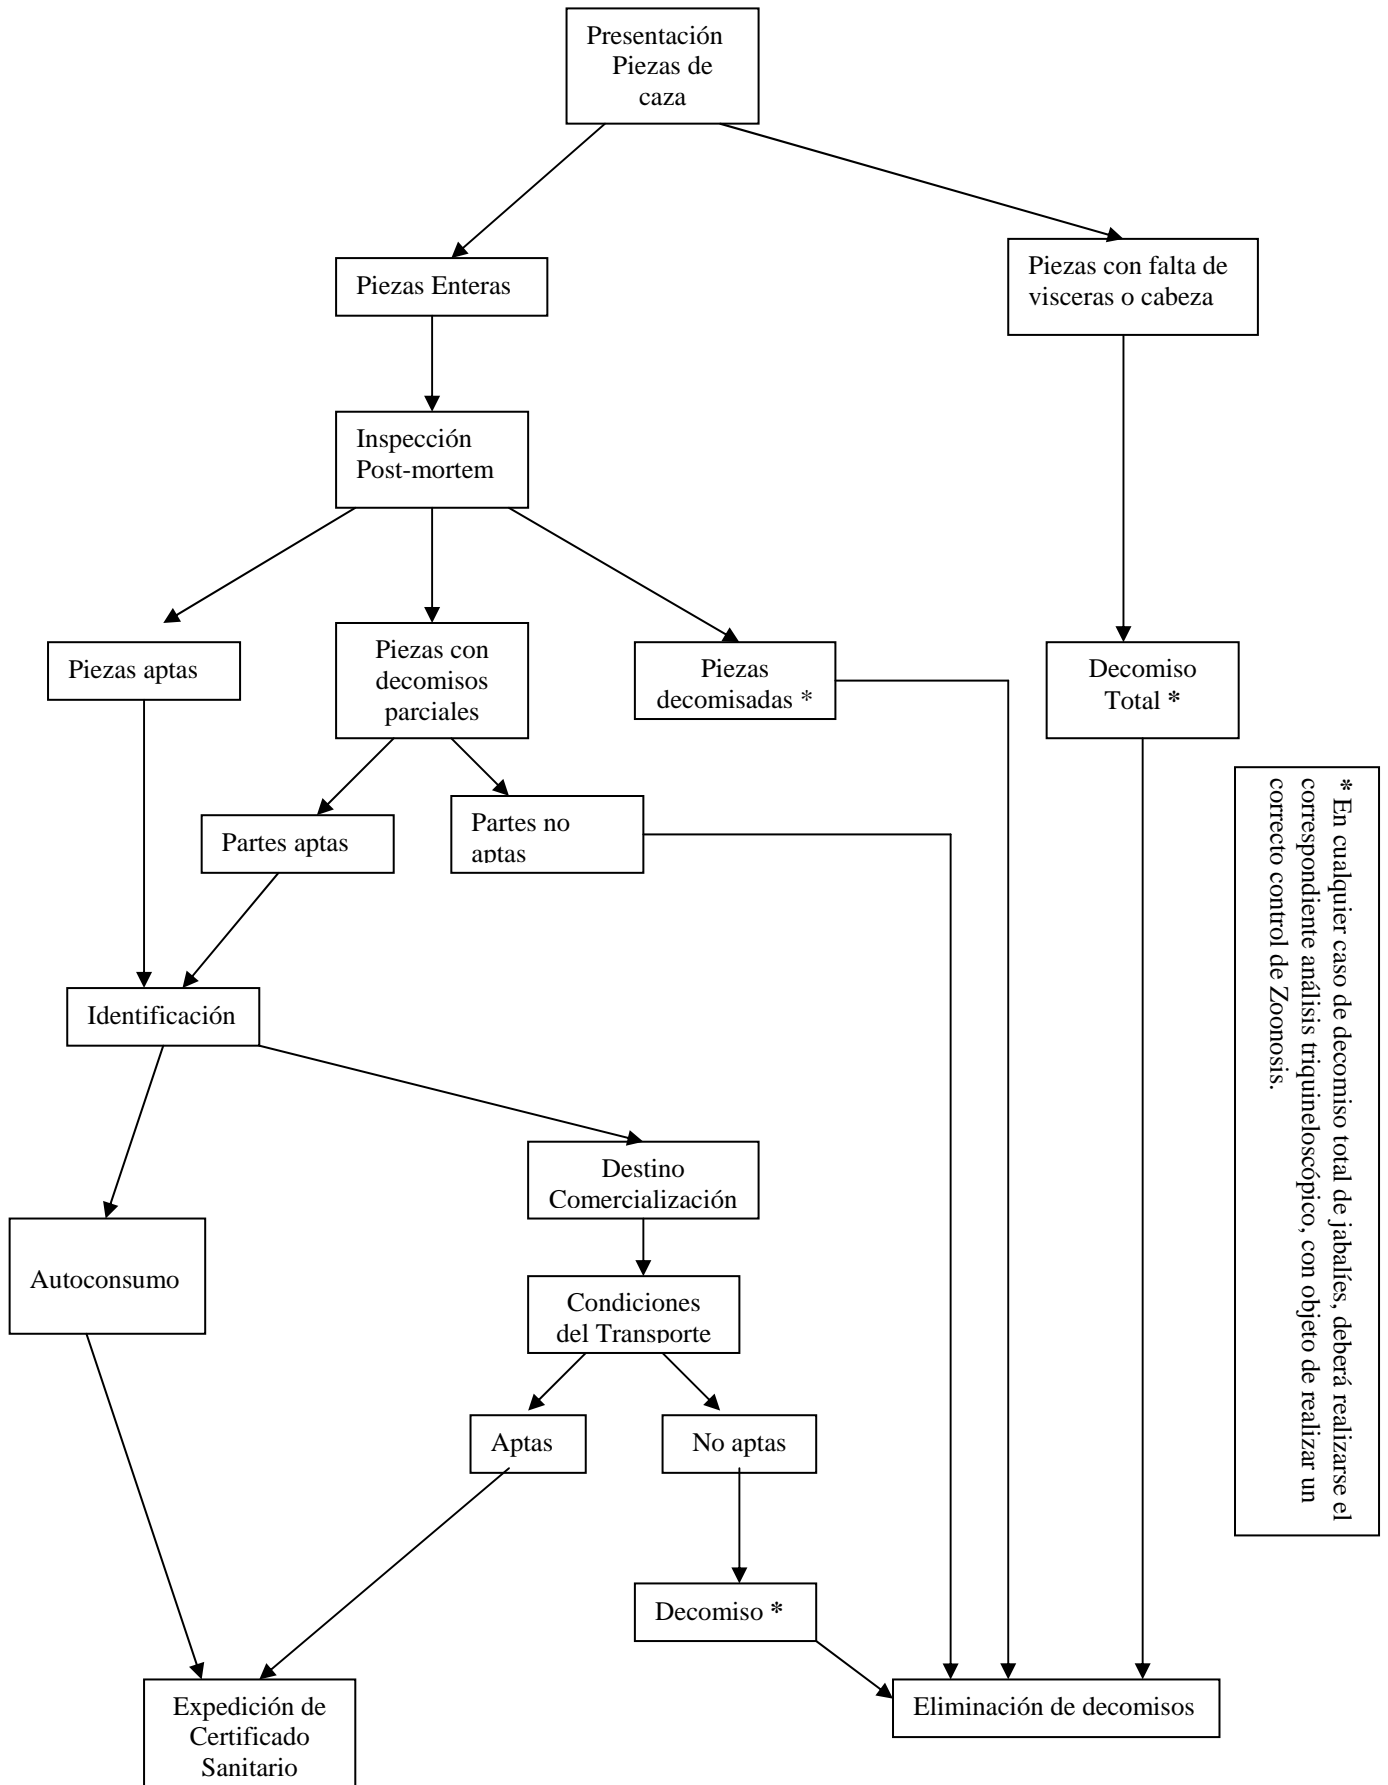 Presentación
Piezas de
caza
Piezas Enteras
Piezas con falta de
visceras o cabeza
Inspección
Post-mortem
Piezas aptas
Piezas con
decomisos
parciales
Piezas
decomisadas *
Decomiso
Total *
Partes aptas
Partes no
aptas
* En cualquier caso de decomiso total de jabalíes, deberá realizarse el
correspondiente análisis triquineloscópico, con objeto de realizar un
correcto control de Zoonosis.
Identificación
Destino
Comercialización
Autoconsumo
Condiciones
del Transporte
Aptas
No aptas
Decomiso *
Expedición de
Certificado
Sanitario
Eliminación de decomisos